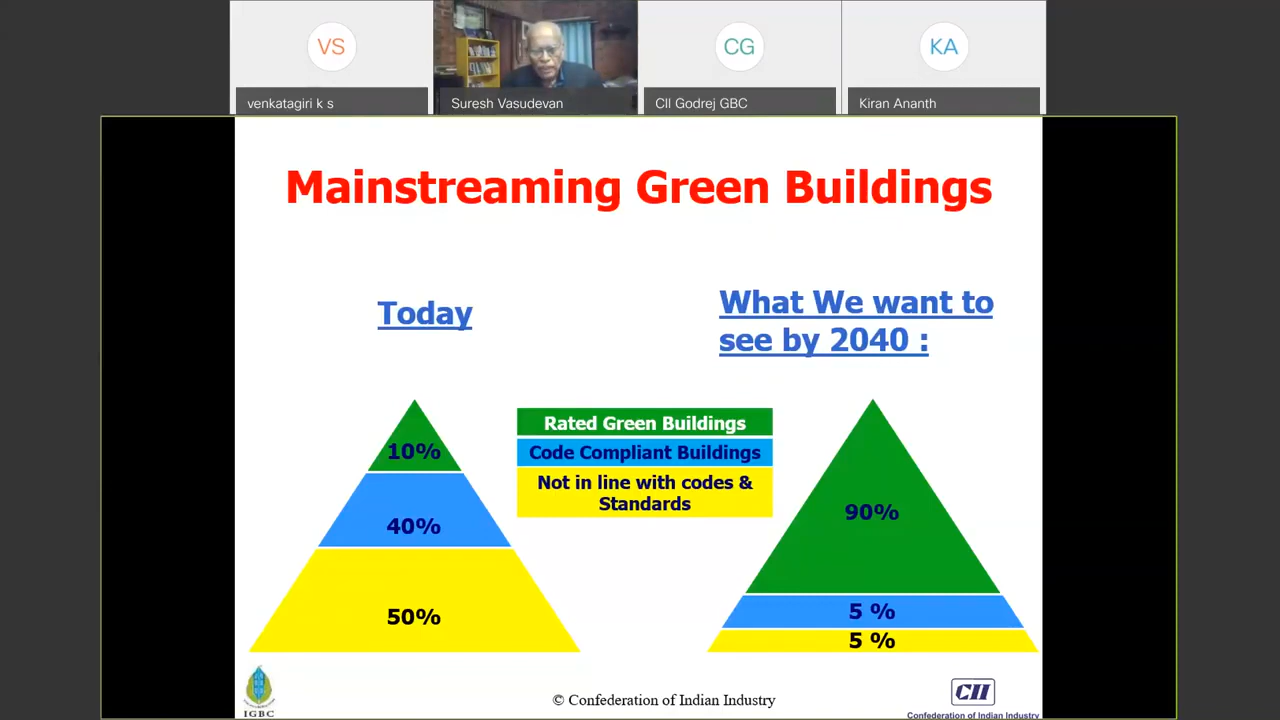 VS
CG
KA
venkatagiri k s
Suresh Vasudevan
CII Godrej GBC
Kiran Ananth
Mainstreaming Green Buildings
Today
What We want to
see by 2040 :
Rated Green Buildings
Code Compliant Buildings
Not in line with codes &
Standards
10%
40%
50%
90%
5 %
5 %
IGBC
© Confederation of Indian Industry
CII
Confederation of Indian Industry